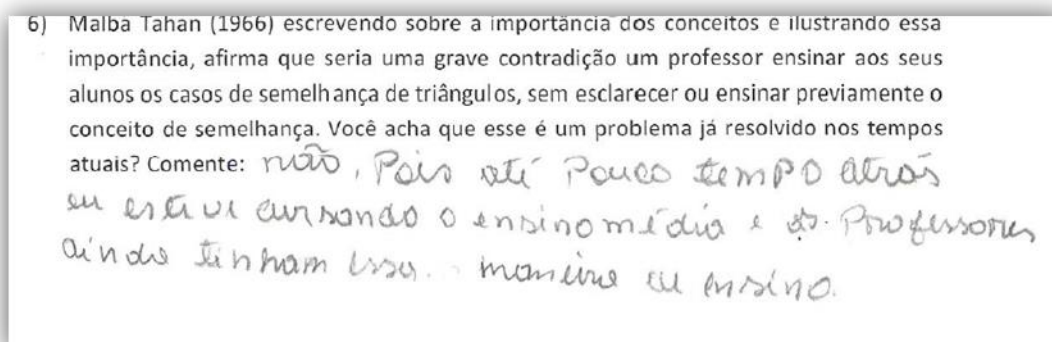 6) Malba Tahan (1966) escrevendo sobre a importância dos conceitos e ilustrando essa
importância, afirma que seria uma grave contradição um professor ensinar aos seus
alunos os casos de semelhança de triângulos, sem esclarecer ou ensinar previamente o
conceito de semelhança. Você acha que esse é um problema já resolvido nos tempos
atuais? Comente: não, Pois até Pouco tempo atrás
eu estive cursando o ensino médio e os Professores
ainda tinham essa maneira de ensino.